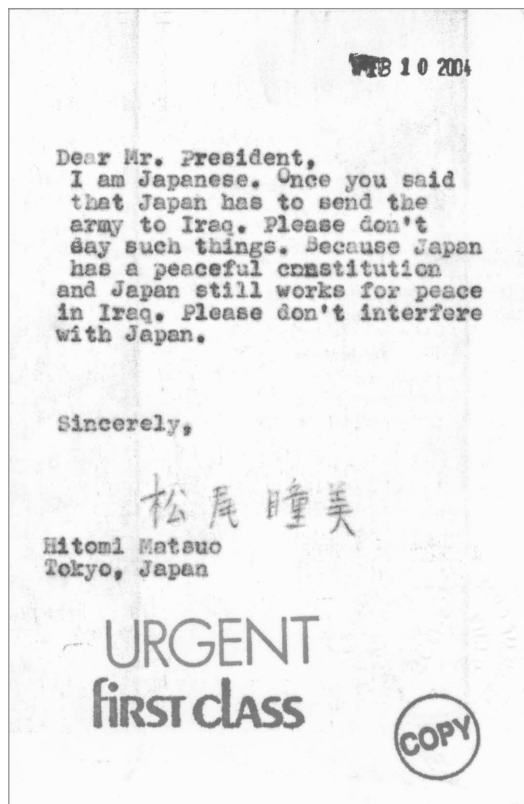 FEB 10 2004
Dear Mr. President,
I am Japanese. Once you said
that Japan has to send the
army to Iraq. Please don't
say such things. Because Japan
has a peaceful constitution
and Japan still works for peace
in Iraq. Please don't interfere
with Japan.
Sincerely,
松尾瞳美
Hitomi Matsuo
Tokyo, Japan
URGENT
first class
COPY